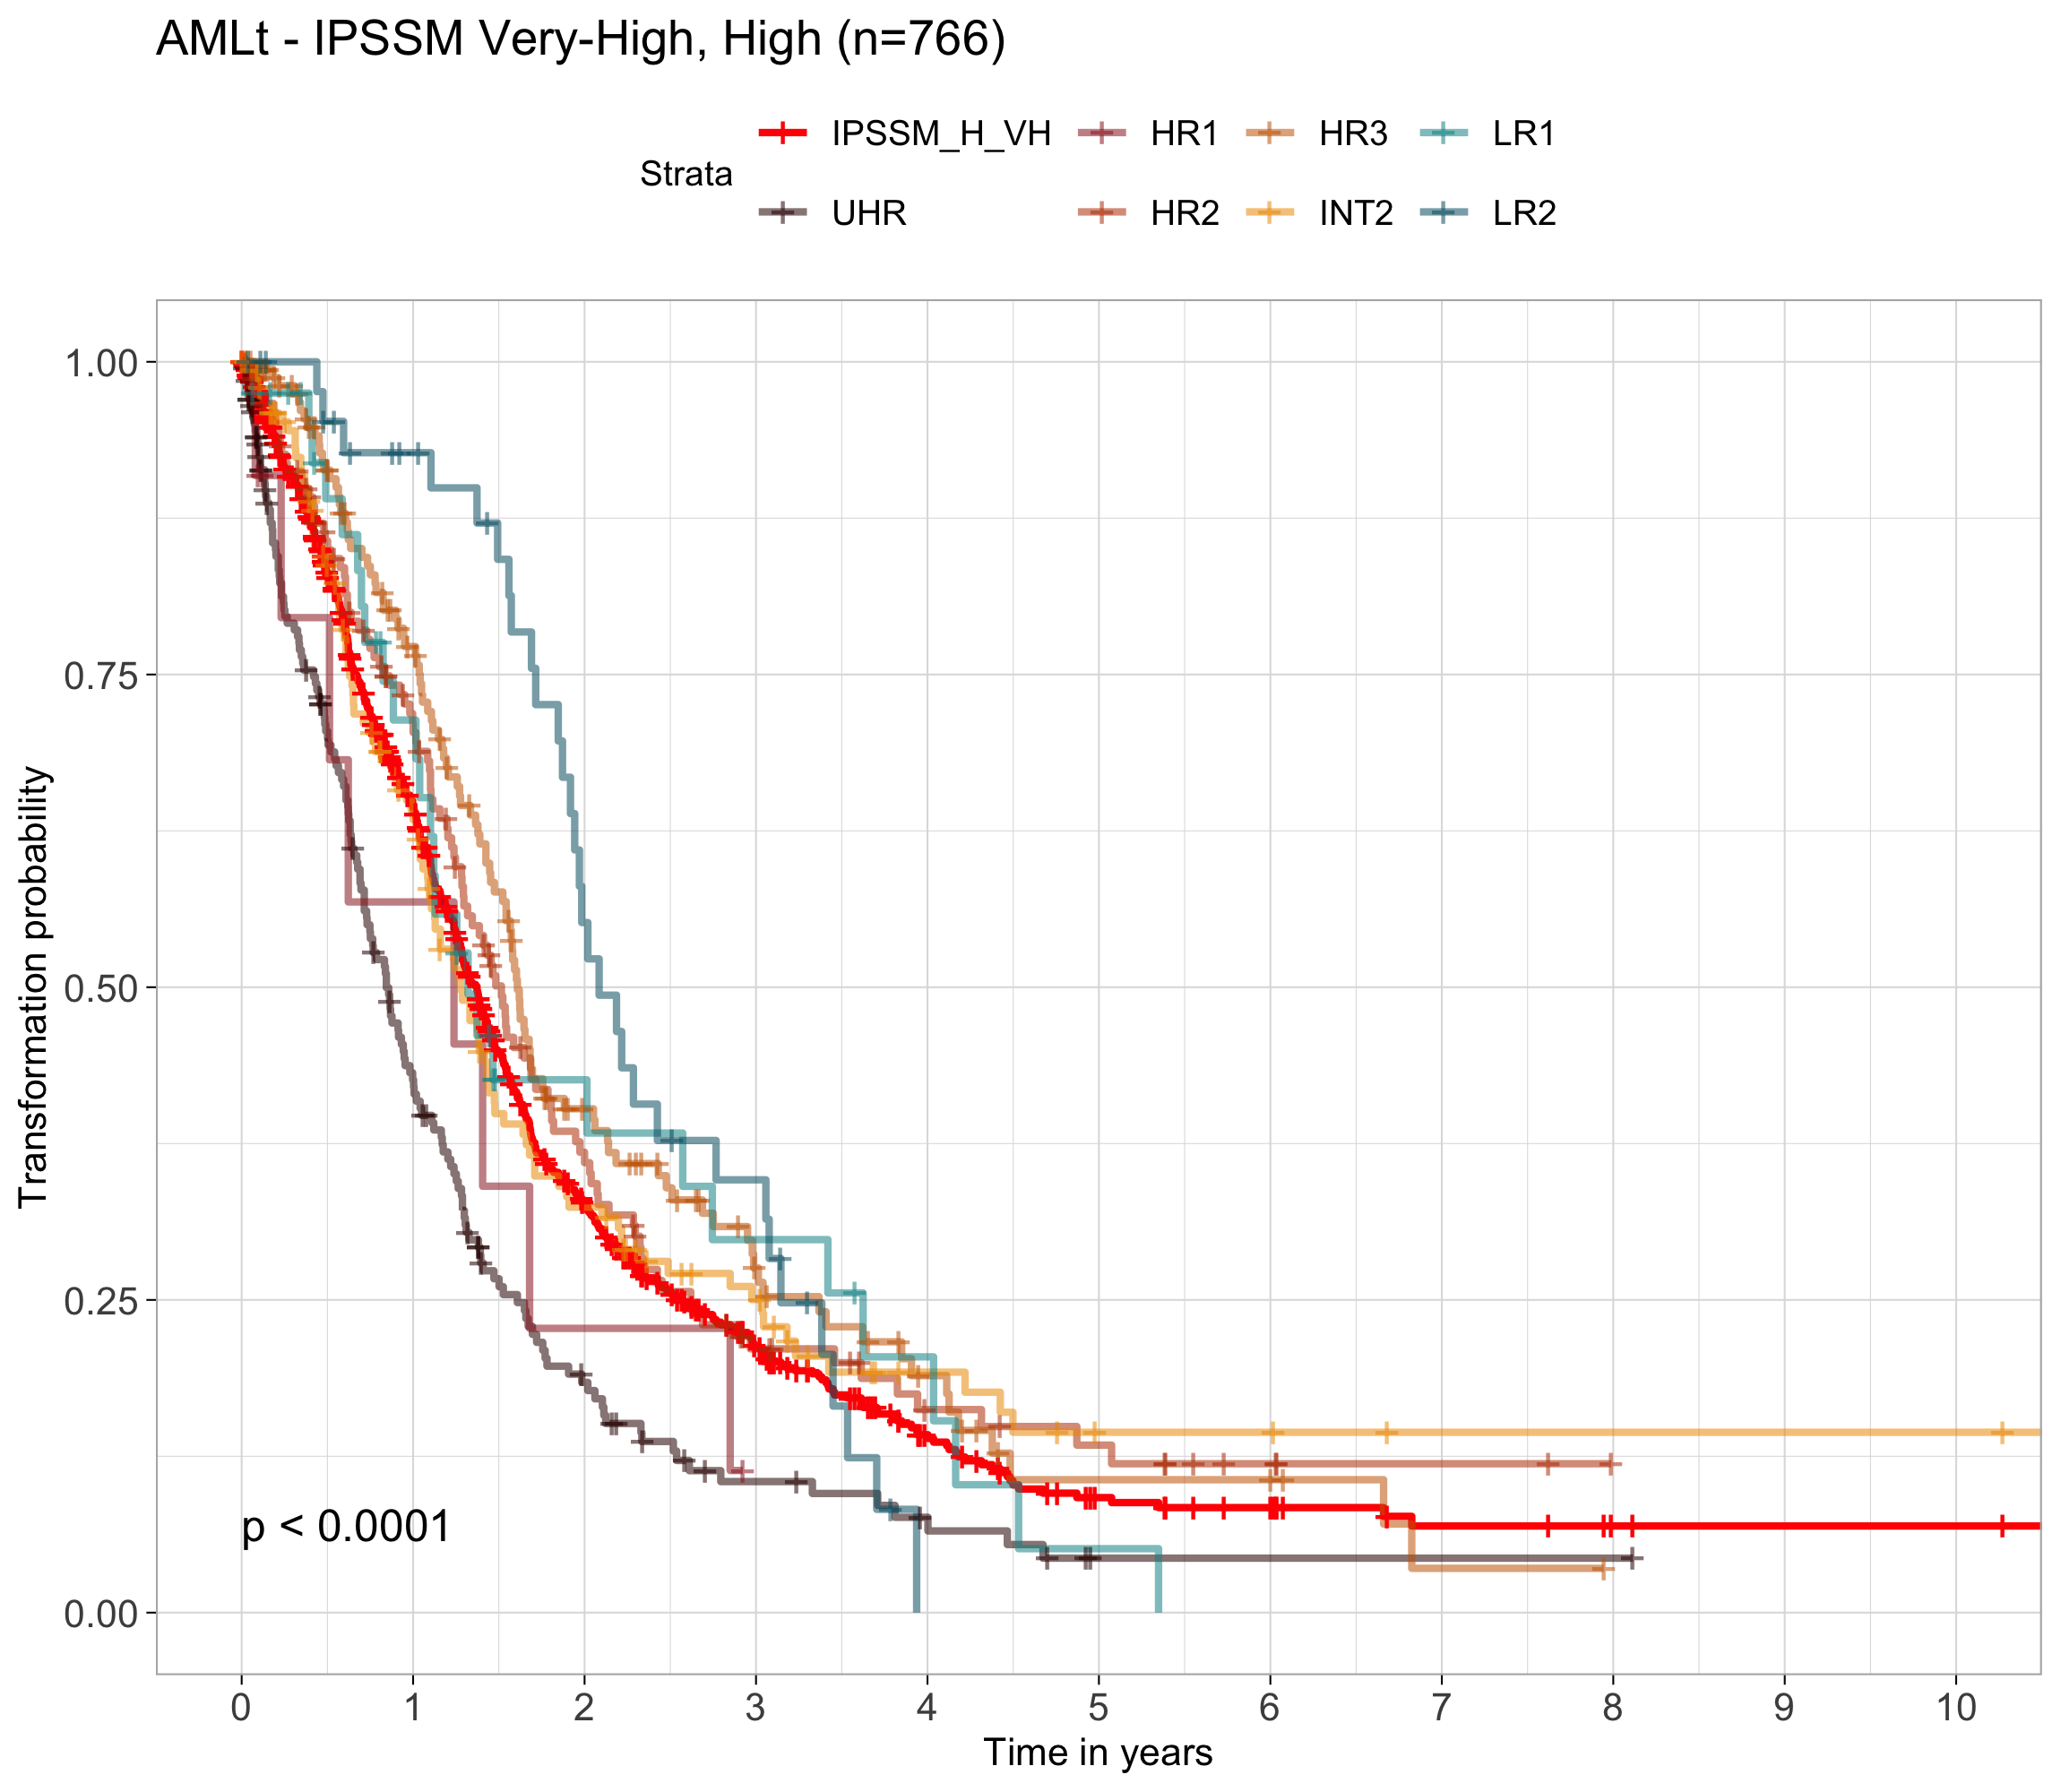 AMLt - IPSSM Very-High, High (n=766)
Strata
IPSSM_H_VH HR1 HR3 LR1
UHR HR2 INT2 LR2
Transformation probability
1.00
0.75
0.50
0.25
0.00
p < 0.0001
0 1 2 3 4 5 6 7 8 9 10
Time in years